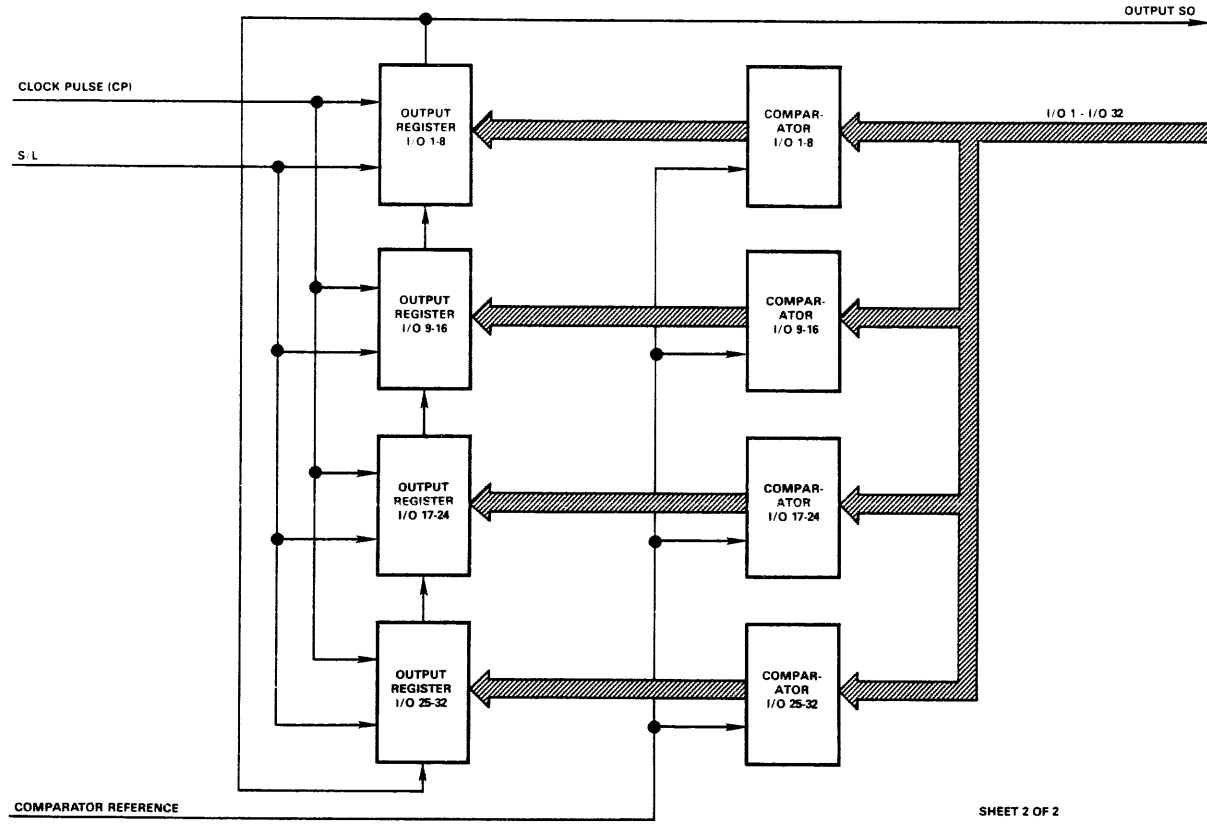 OUTPUT SO
CLOCK PULSE (CP)
S/L
OUTPUT
REGISTER
I/O 1-8
COMPAR-
ATOR
I/O 1-8
I/O 1 - I/O 32
OUTPUT
REGISTER
I/O 9-16
COMPAR-
ATOR
I/O 9-16
OUTPUT
REGISTER
I/O 17-24
COMPAR-
ATOR
I/O 17-24
OUTPUT
REGISTER
I/O 25-32
COMPAR-
ATOR
I/O 25-32
COMPARATOR REFERENCE
SHEET 2 OF 2